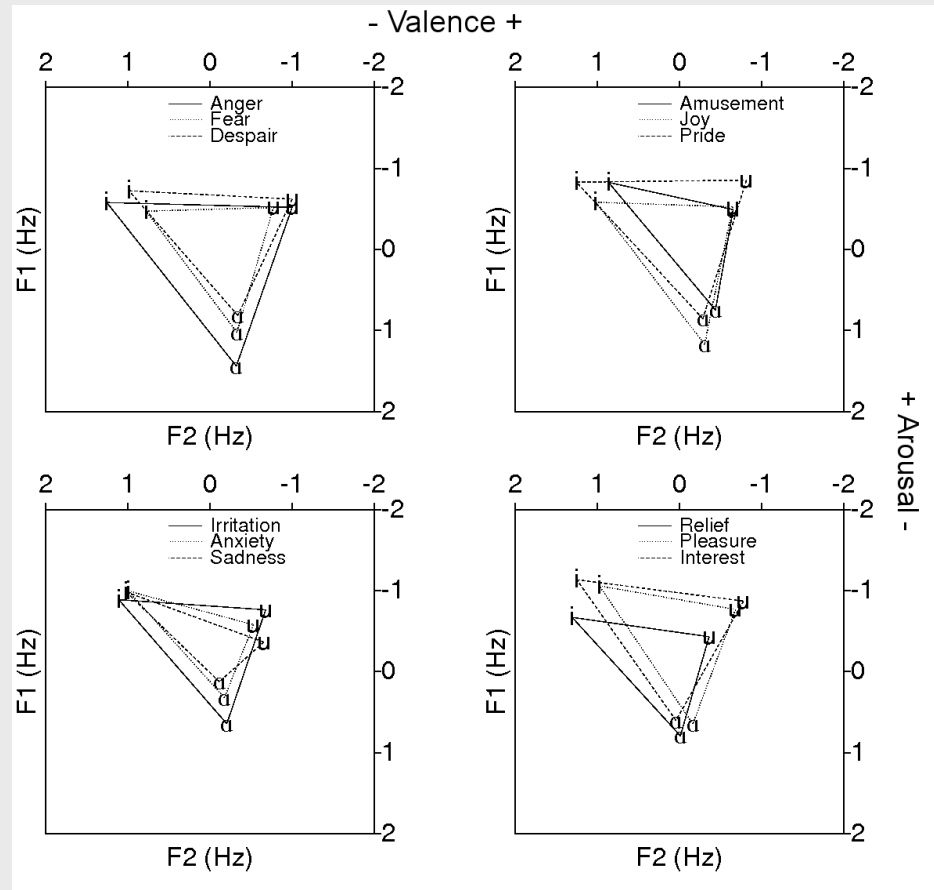 - Valence +
2 1 0 -1 -2
-2
-1
0
1
2
F1 (Hz)
F2 (Hz)
Anger
Fear
Despair
i u
i u
i u
ɑ
ɑ
ɑ
2 1 0 -1 -2
-2
-1
0
1
2
F1 (Hz)
F2 (Hz)
Amusement
Joy
Pride
i i u
i u
u
ɑ
ɑ
ɑ
+ Arousal -
2 1 0 -1 -2
-2
-1
0
1
2
F1 (Hz)
F2 (Hz)
Irritation
Anxiety
Sadness
i
i
i u
u
u
ɑ
ɑ
ɑ
2 1 0 -1 -2
-2
-1
0
1
2
F1 (Hz)
F2 (Hz)
Relief
Pleasure
Interest
i i
u
u
i u
ɑ ɑ
ɑ